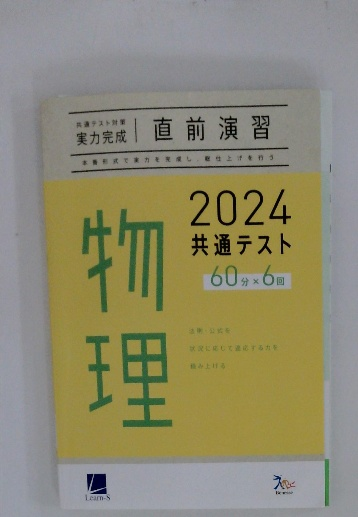 共通テスト対策
実力完成
直前演習
本番形式で実力を完成し、総仕上げを行う
2024
共通テスト
60分×6回
物理
法則・公式を
状況に応じて適応する力を
積み上げる
Learn-S
Benesse